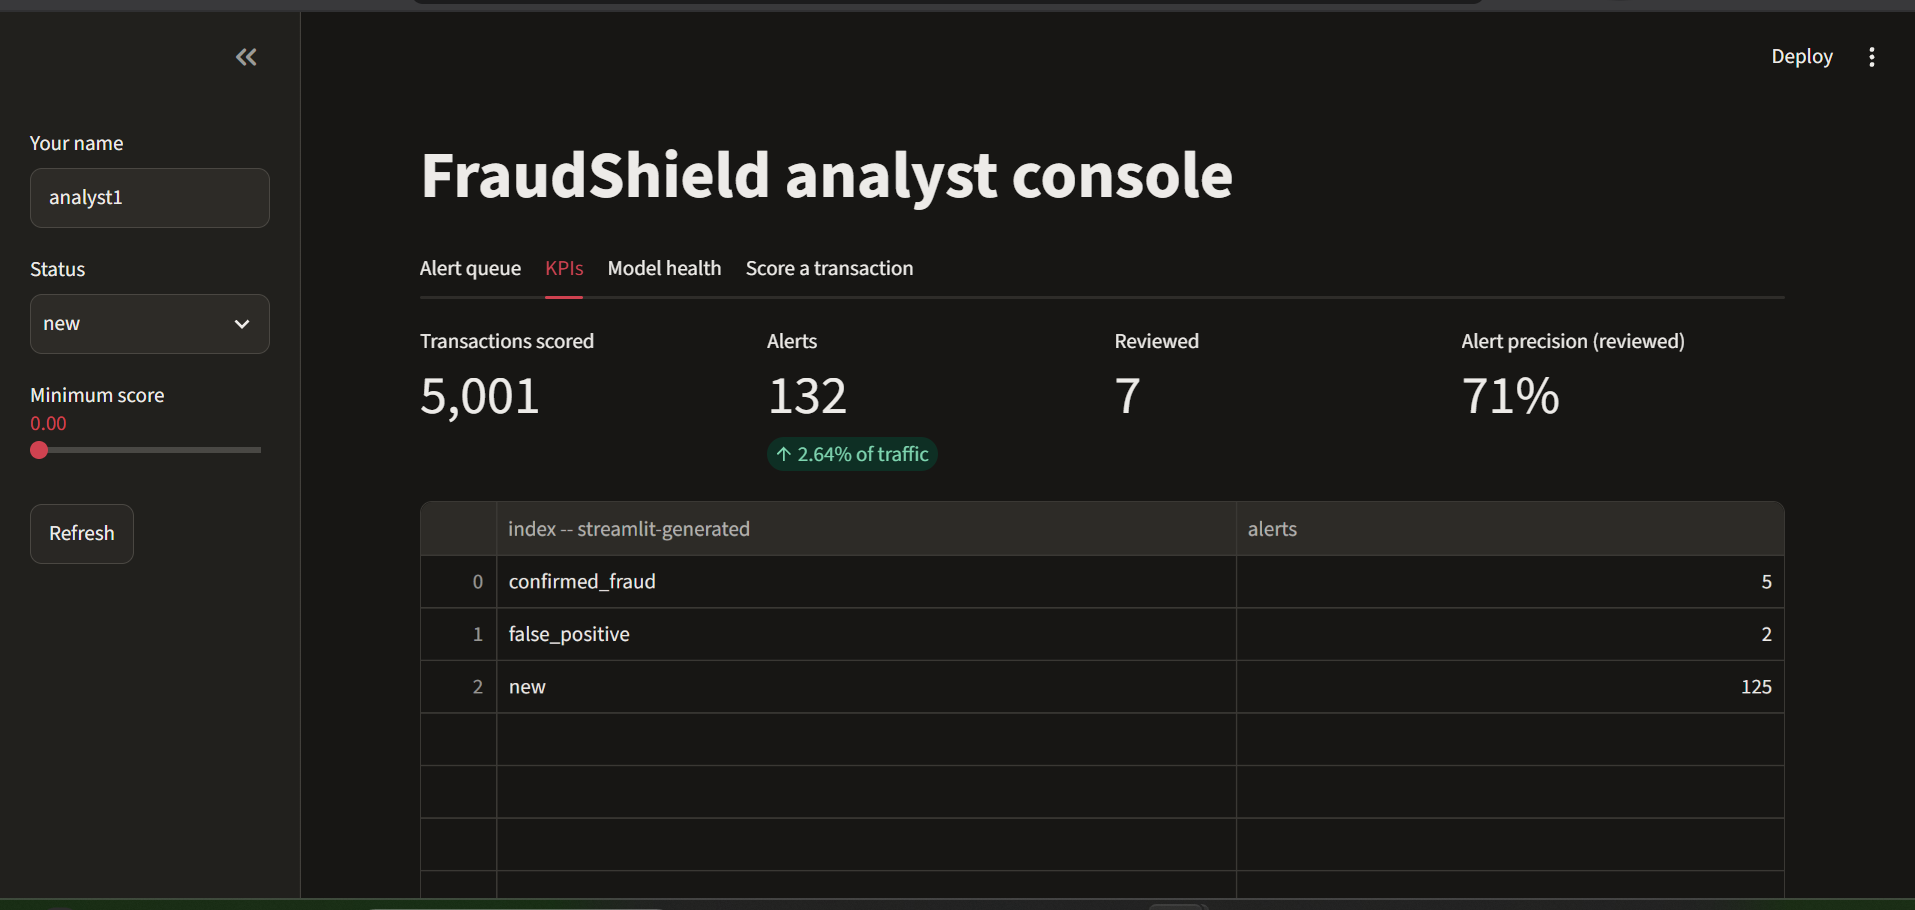 Deploy
Your name
analyst1
Status
new
Minimum score
0.00
Refresh
FraudShield analyst console
Alert queue KPIs Model health Score a transaction
Transactions scored Alerts Reviewed Alert precision (reviewed)
5,001 132 7 71%
↑ 2.64% of traffic
index -- streamlit-generated alerts
0 confirmed_fraud 5
1 false_positive 2
2 new 125